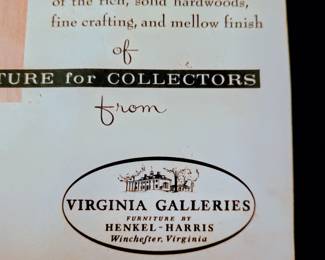 of the rich, solid hardwoods,
fine crafting, and mellow finish
of
TURE for COLLECTORS
from
VIRGINIA GALLERIES
FURNITURE BY
HENKEL-HARRIS
Winchester, Virginia